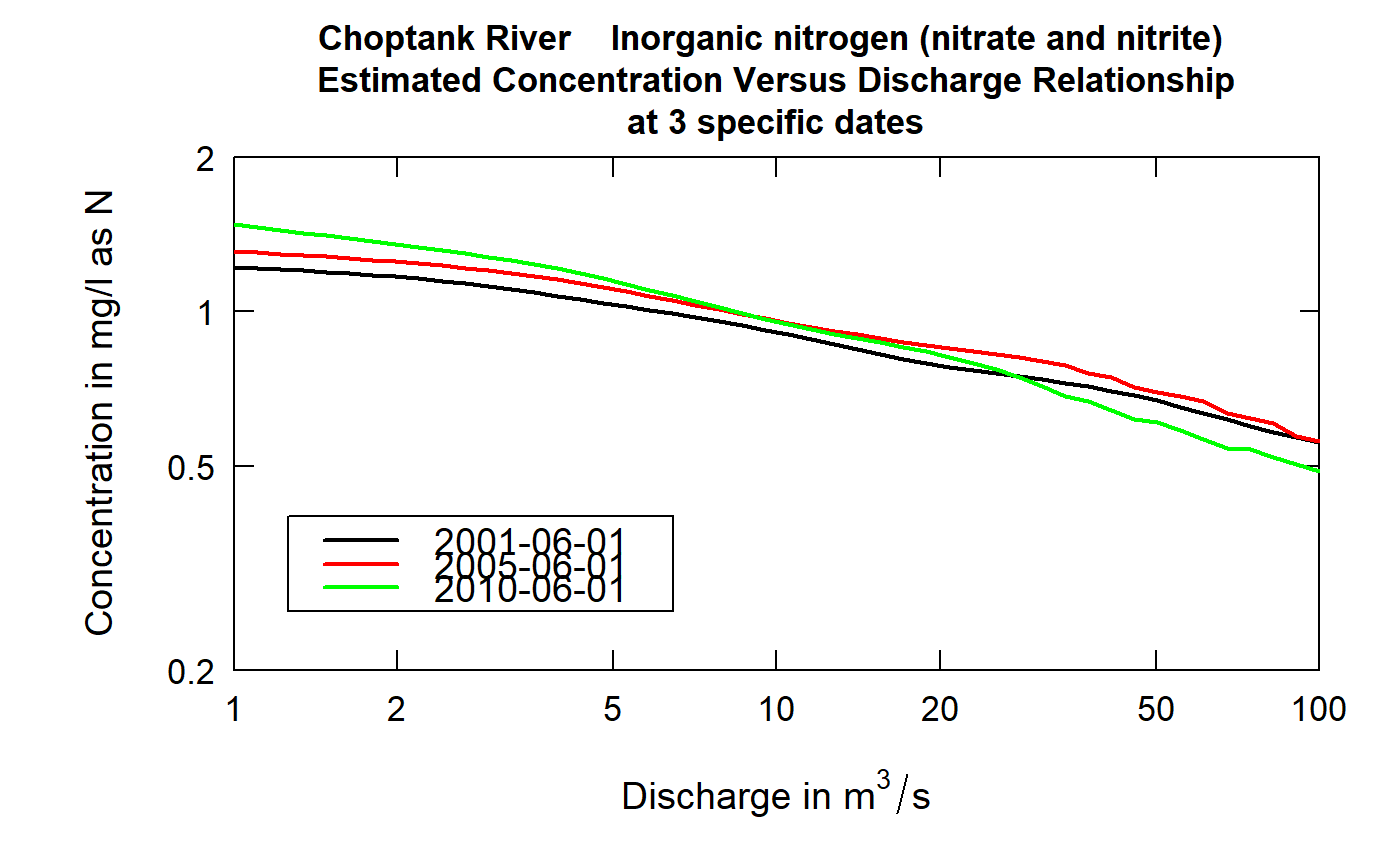 Choptank River    Inorganic nitrogen (nitrate and nitrite)
Estimated Concentration Versus Discharge Relationship
at 3 specific dates
Concentration in mg/l as N
2
1
0.5
0.2
2001-06-01
2005-06-01
2010-06-01
1 2 5 10 20 50 100
Discharge in m³/s